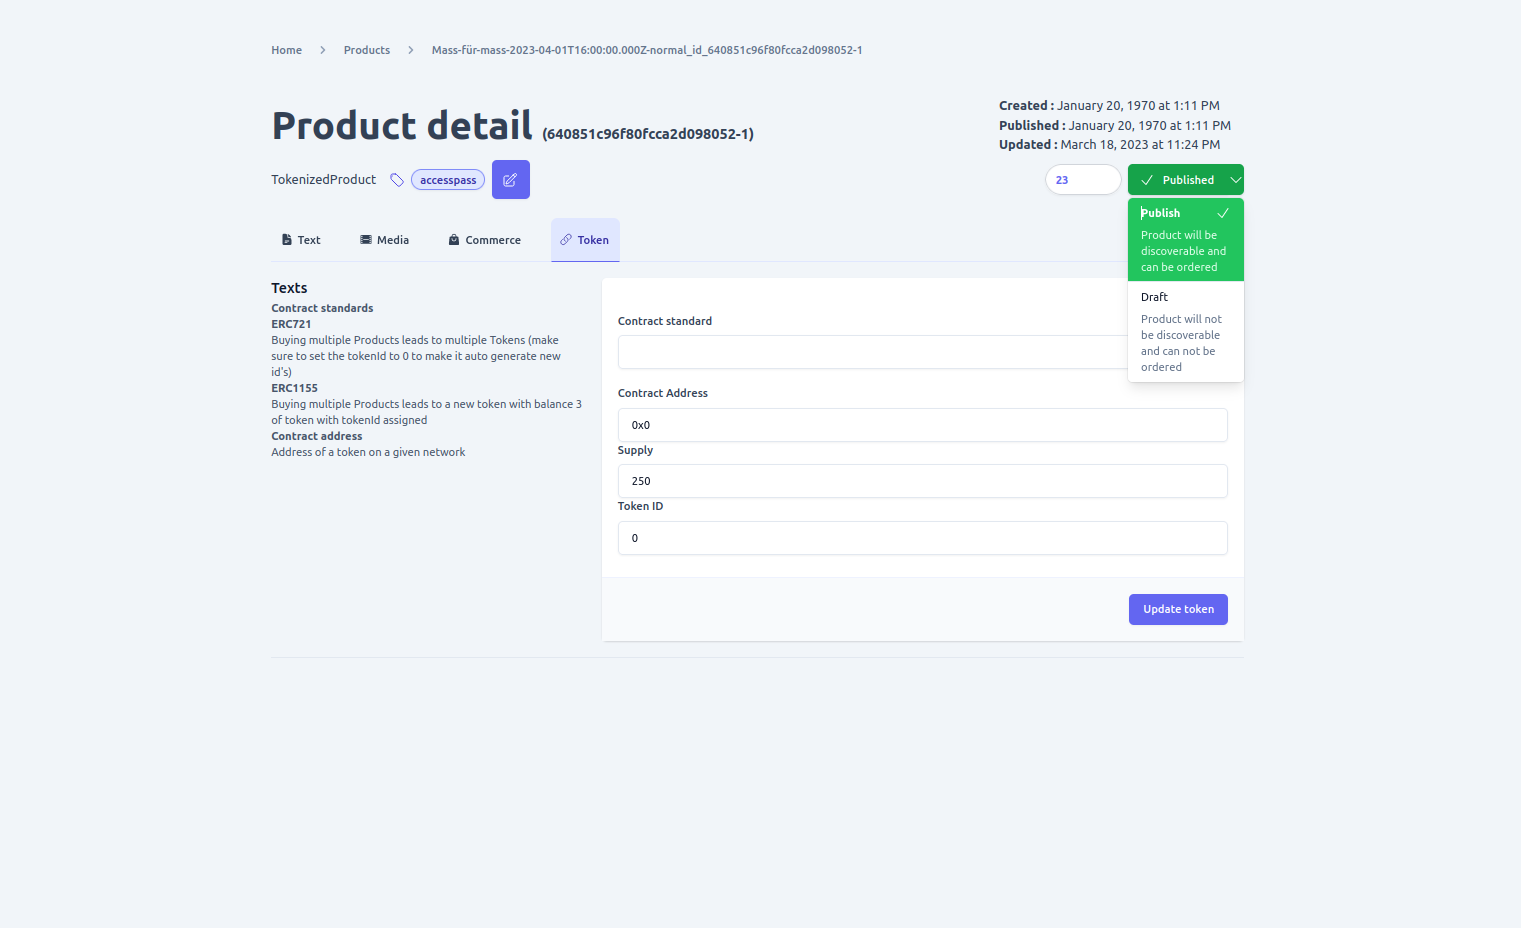 Home
Products
Mass-für-mass-2023-04-01T16:00:00.000Z-normal_id_640851c96f80fcca2d098052-1
Product detail (640851c96f80fcca2d098052-1)
Created : January 20, 1970 at 1:11 PM
Published : January 20, 1970 at 1:11 PM
Updated : March 18, 2023 at 11:24 PM
TokenizedProduct
accesspass
23
Published
Publish
Product will be
discoverable and
can be ordered
Draft
Product will not
be discoverable
and can not be
ordered
Text
Media
Commerce
Token
Texts
Contract standards
ERC721
Buying multiple Products leads to multiple Tokens (make
sure to set the tokenId to 0 to make it auto generate new
id's)
ERC1155
Buying multiple Products leads to a new token with balance 3
of token with tokenId assigned
Contract address
Address of a token on a given network
Contract standard
Contract Address
0x0
Supply
250
Token ID
0
Update token